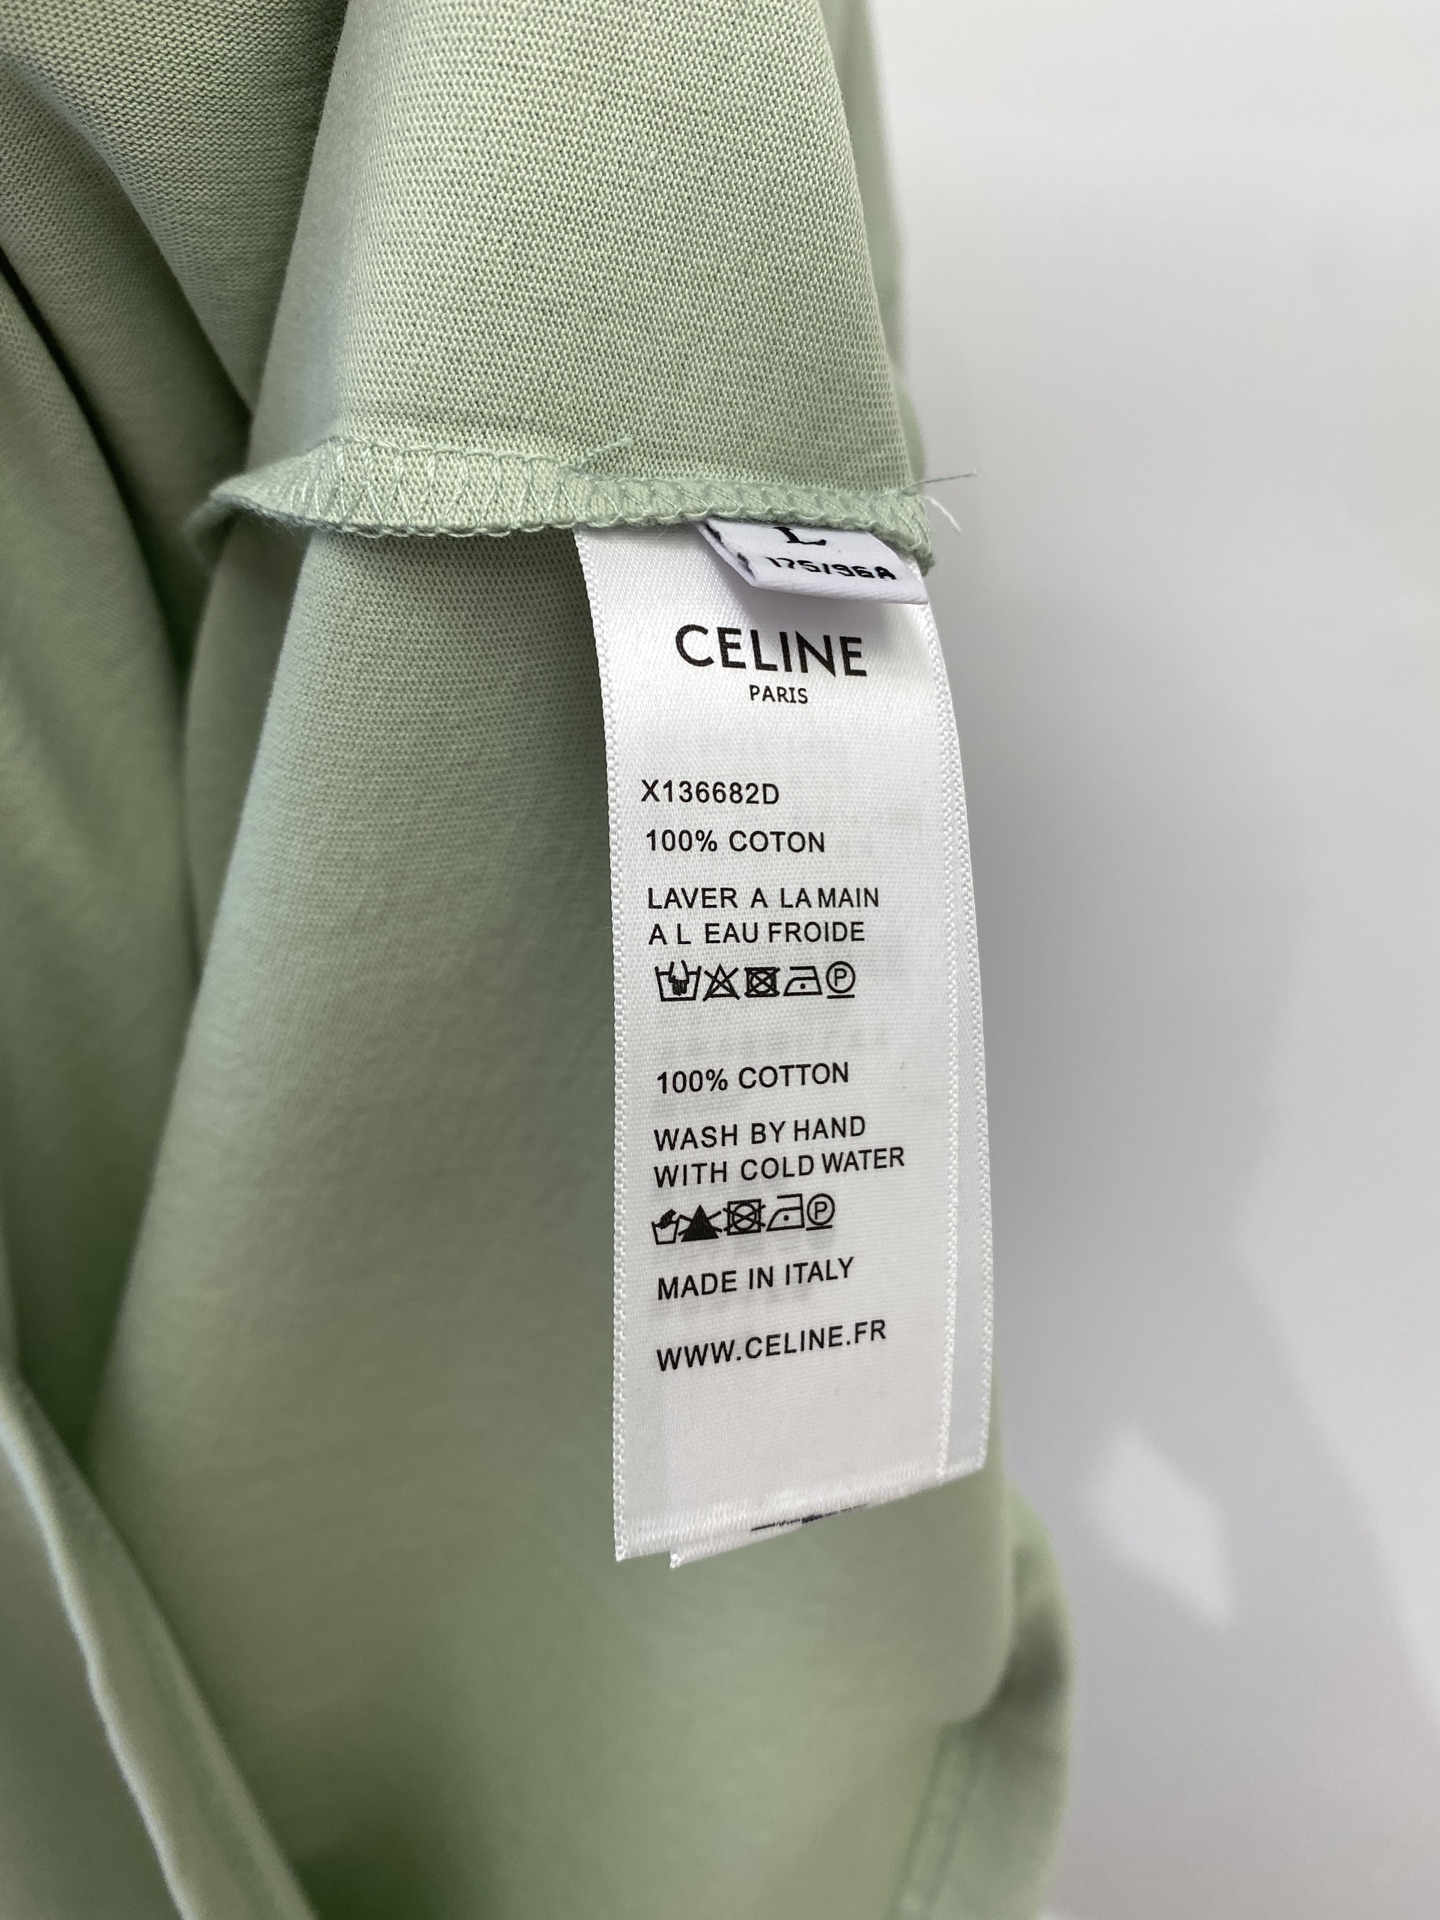 L
175/96A
CELINE
PARIS
X136682D
100% COTON
LAVER A LA MAIN
A L EAU FROIDE
P
100% COTTON
WASH BY HAND
WITH COLD WATER
P
MADE IN ITALY
WWW.CELINE.FR